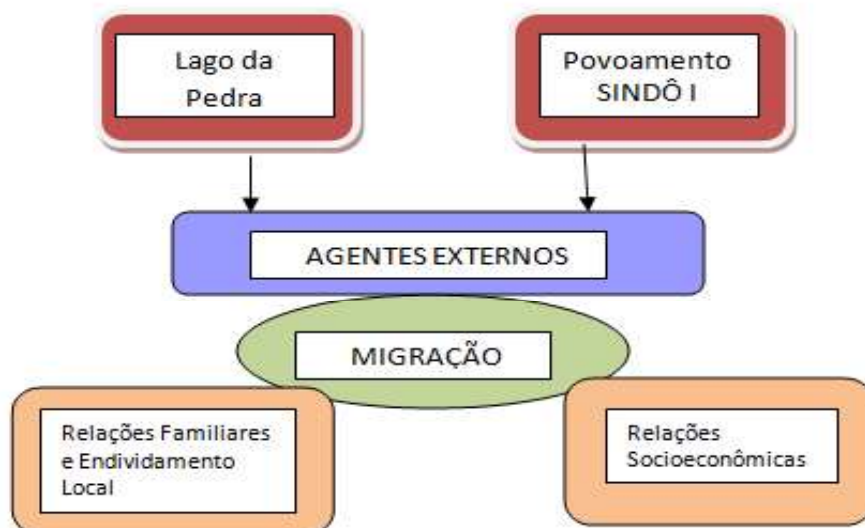 Lago da
Pedra
Povoamento
SINDÔ I
AGENTES EXTERNOS
MIGRAÇÃO
Relações Familiares
e Endividamento
Local
Relações
Socioeconômicas